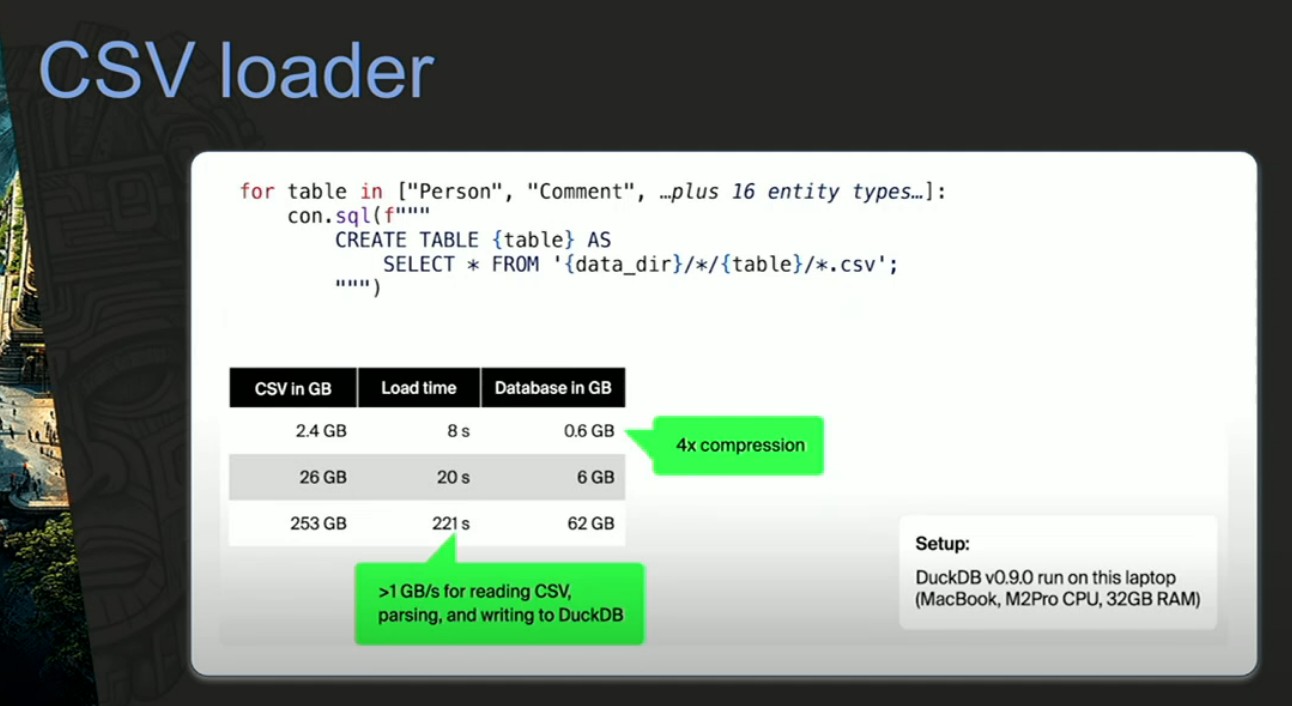 CSV loader
for table in ["Person", "Comment", …plus 16 entity types…]:
con.sql(f"""
CREATE TABLE {table} AS
SELECT * FROM '{data_dir}/*/{table}/*.csv';
""")
CSV in GB Load time Database in GB
2.4 GB 8 s 0.6 GB
4x compression
26 GB 20 s 6 GB
253 GB 221 s 62 GB
>1 GB/s for reading CSV,
parsing, and writing to DuckDB
Setup:
DuckDB v0.9.0 run on this laptop
(MacBook, M2Pro CPU, 32GB RAM)